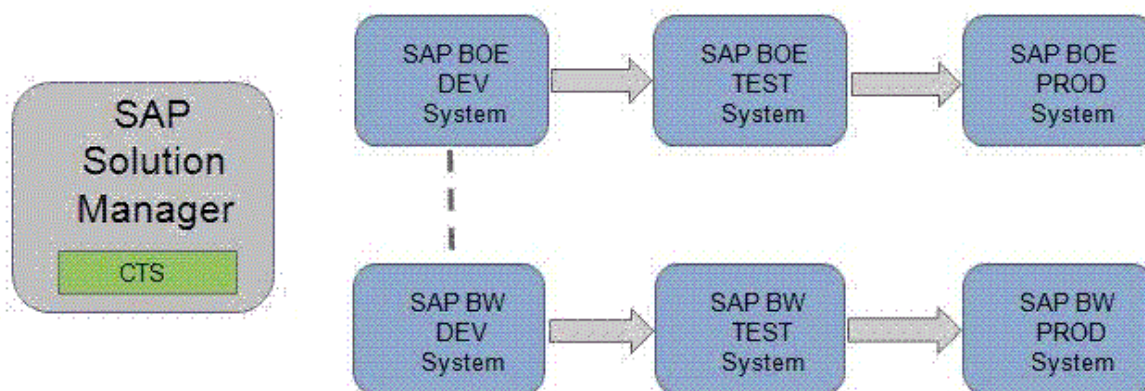 SAP
Solution
Manager
CTS
SAP BOE
DEV
System
SAP BOE
TEST
System
SAP BOE
PROD
System
SAP BW
DEV
System
SAP BW
TEST
System
SAP BW
PROD
System